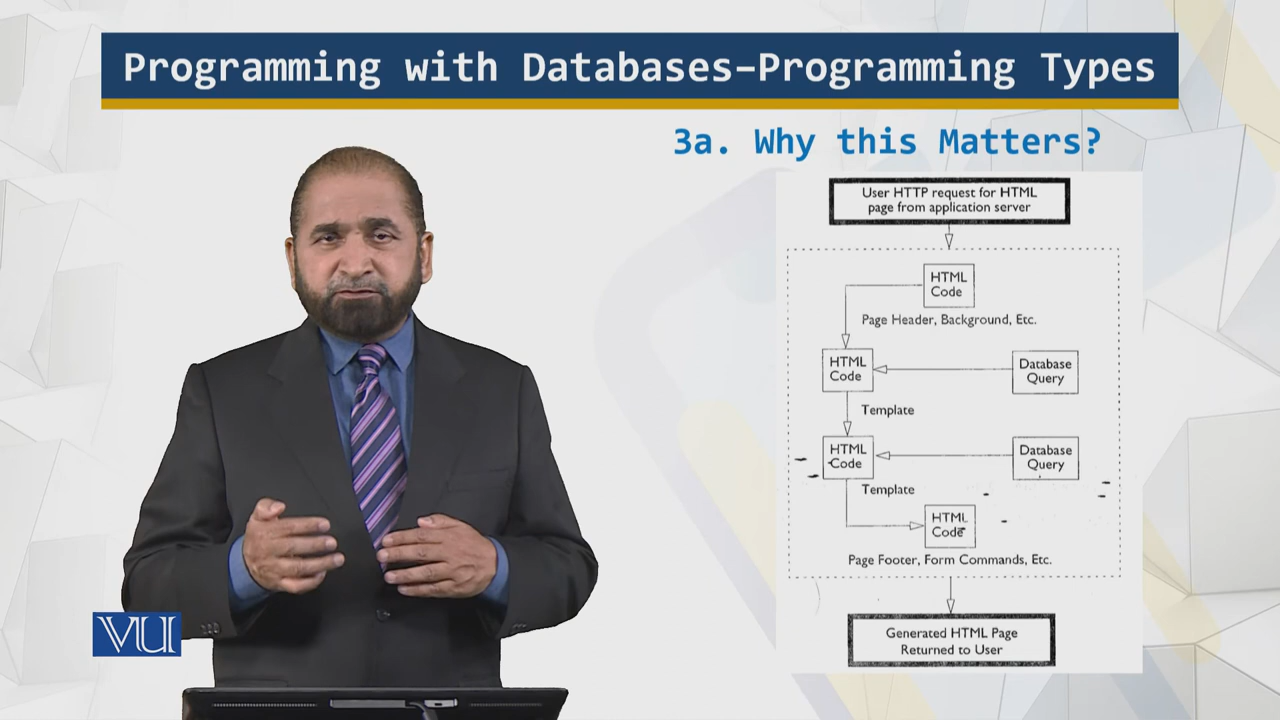 Programming with Databases–Programming Types
3a. Why this Matters?
User HTTP request for HTML
page from application server
HTML
Code
Page Header, Background, Etc.
HTML
Code
Database
Query
Template
HTML
Code
Database
Query
Template
HTML
Code
Page Footer, Form Commands, Etc.
Generated HTML Page
Returned to User
VU